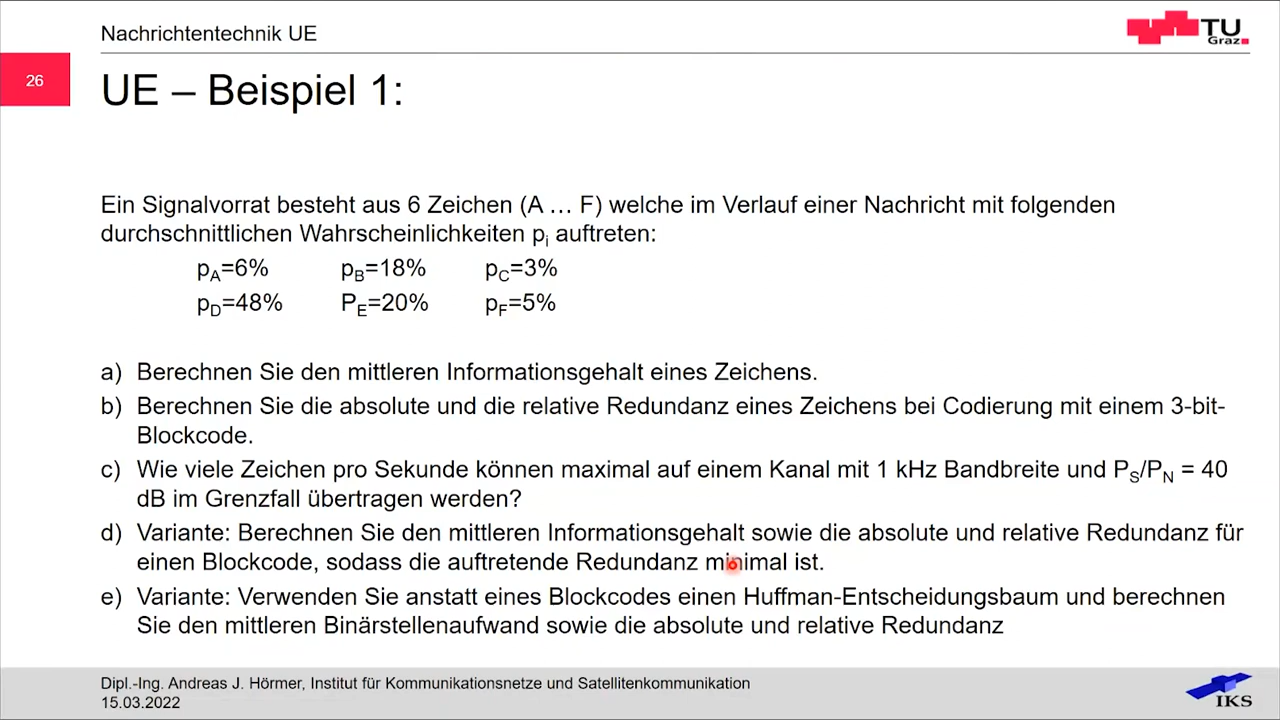 Nachrichtentechnik UE
TU
Graz
26
UE – Beispiel 1:
Ein Signalvorrat besteht aus 6 Zeichen (A … F) welche im Verlauf einer Nachricht mit folgenden
durchschnittlichen Wahrscheinlichkeiten pi auftreten:
pA=6% pB=18% pC=3%
pD=48% PE=20% pF=5%
a) Berechnen Sie den mittleren Informationsgehalt eines Zeichens.
b) Berechnen Sie die absolute und die relative Redundanz eines Zeichens bei Codierung mit einem 3-bit-
Blockcode.
c) Wie viele Zeichen pro Sekunde können maximal auf einem Kanal mit 1 kHz Bandbreite und PS/PN = 40
dB im Grenzfall übertragen werden?
d) Variante: Berechnen Sie den mittleren Informationsgehalt sowie die absolute und relative Redundanz für
einen Blockcode, sodass die auftretende Redundanz minimal ist.
e) Variante: Verwenden Sie anstatt eines Blockcodes einen Huffman-Entscheidungsbaum und berechnen
Sie den mittleren Binärstellenaufwand sowie die absolute und relative Redundanz
Dipl.-Ing. Andreas J. Hörmer, Institut für Kommunikationsnetze und Satellitenkommunikation
15.03.2022
IKS